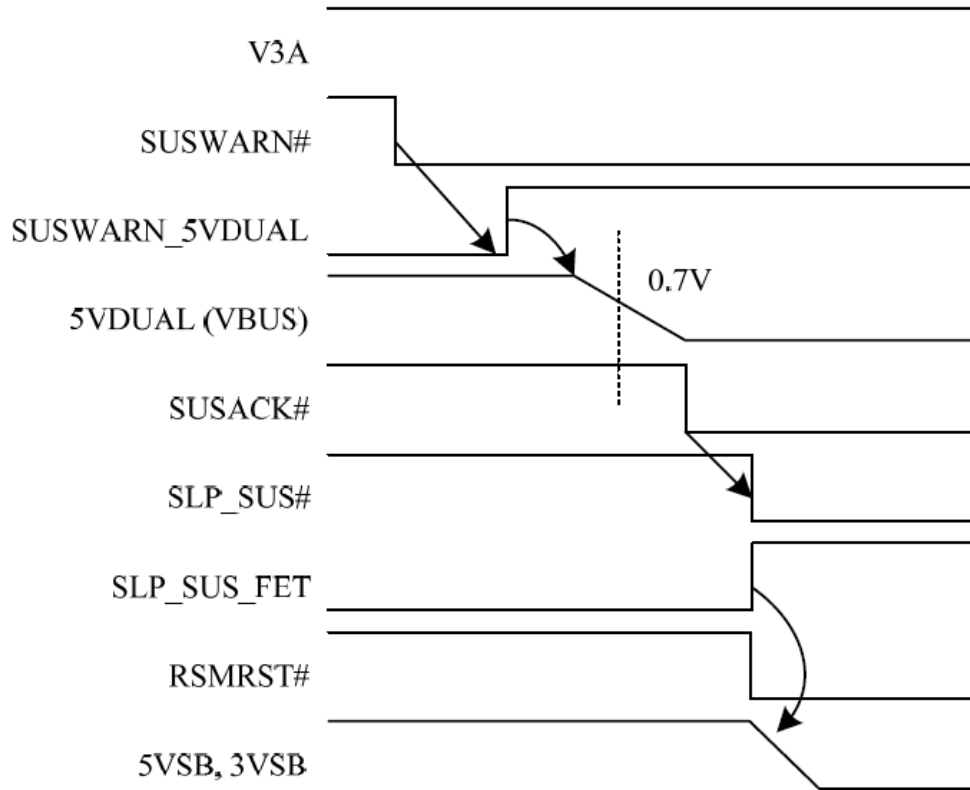 V3A
SUSWARN#
SUSWARN_5VDUAL
0.7V
5VDUAL (VBUS)
SUSACK#
SLP_SUS#
SLP_SUS_FET
RSMRST#
5VSB, 3VSB